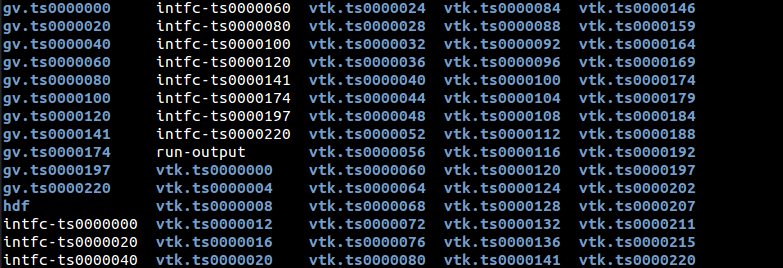 gv.ts0000000 intfc-ts0000060 vtk.ts0000024 vtk.ts0000084 vtk.ts0000146
gv.ts0000020 intfc-ts0000080 vtk.ts0000028 vtk.ts0000088 vtk.ts0000159
gv.ts0000040 intfc-ts0000100 vtk.ts0000032 vtk.ts0000092 vtk.ts0000164
gv.ts0000060 intfc-ts0000120 vtk.ts0000036 vtk.ts0000096 vtk.ts0000169
gv.ts0000080 intfc-ts0000141 vtk.ts0000040 vtk.ts0000100 vtk.ts0000174
gv.ts0000100 intfc-ts0000174 vtk.ts0000044 vtk.ts0000104 vtk.ts0000179
gv.ts0000120 intfc-ts0000197 vtk.ts0000048 vtk.ts0000108 vtk.ts0000184
gv.ts0000141 intfc-ts0000220 vtk.ts0000052 vtk.ts0000112 vtk.ts0000188
gv.ts0000174 run-output vtk.ts0000056 vtk.ts0000116 vtk.ts0000192
gv.ts0000197 vtk.ts0000000 vtk.ts0000060 vtk.ts0000120 vtk.ts0000197
gv.ts0000220 vtk.ts0000004 vtk.ts0000064 vtk.ts0000124 vtk.ts0000202
hdf vtk.ts0000008 vtk.ts0000068 vtk.ts0000128 vtk.ts0000207
intfc-ts0000000 vtk.ts0000012 vtk.ts0000072 vtk.ts0000132 vtk.ts0000211
intfc-ts0000020 vtk.ts0000016 vtk.ts0000076 vtk.ts0000136 vtk.ts0000215
intfc-ts0000040 vtk.ts0000020 vtk.ts0000080 vtk.ts0000141 vtk.ts0000220